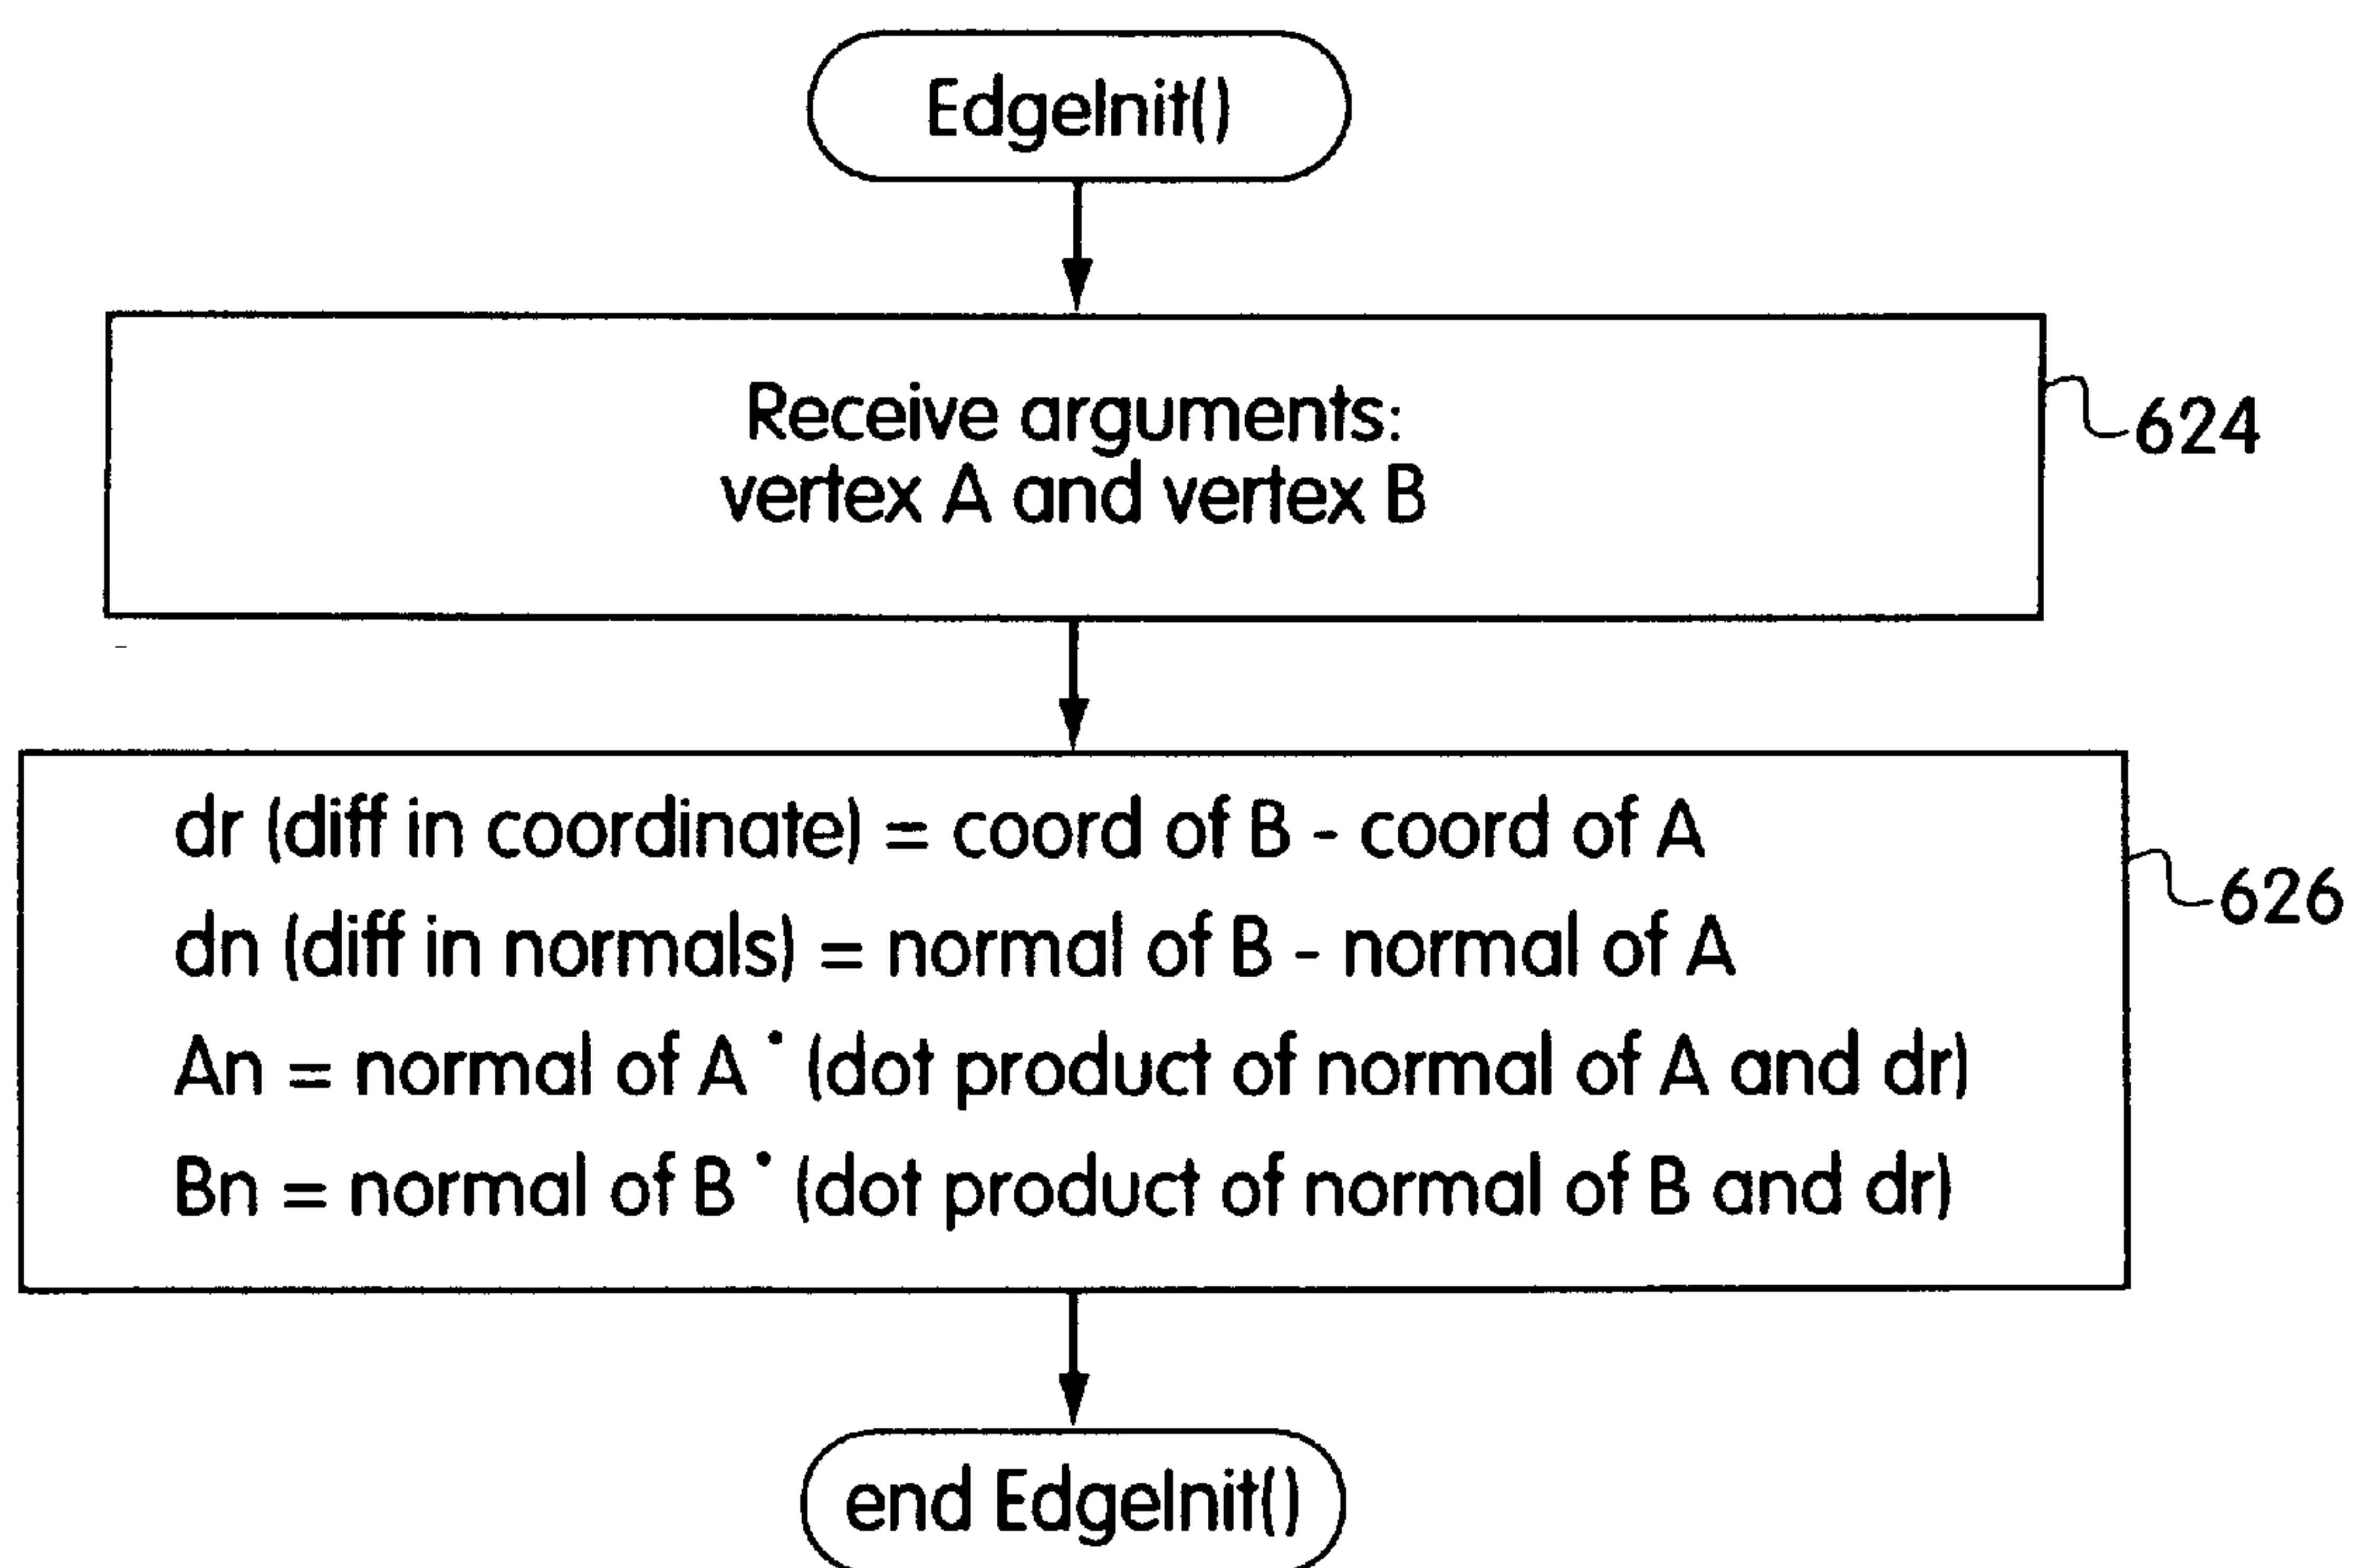 EdgeInit()
Receive arguments:
vertex A and vertex B
624
dr (diff in coordinate) = coord of B - coord of A
dn (diff in normals) = normal of B - normal of A
An = normal of A * (dot product of normal of A and dr)
Bn = normal of B * (dot product of normal of B and dr)
626
end EdgeInit()